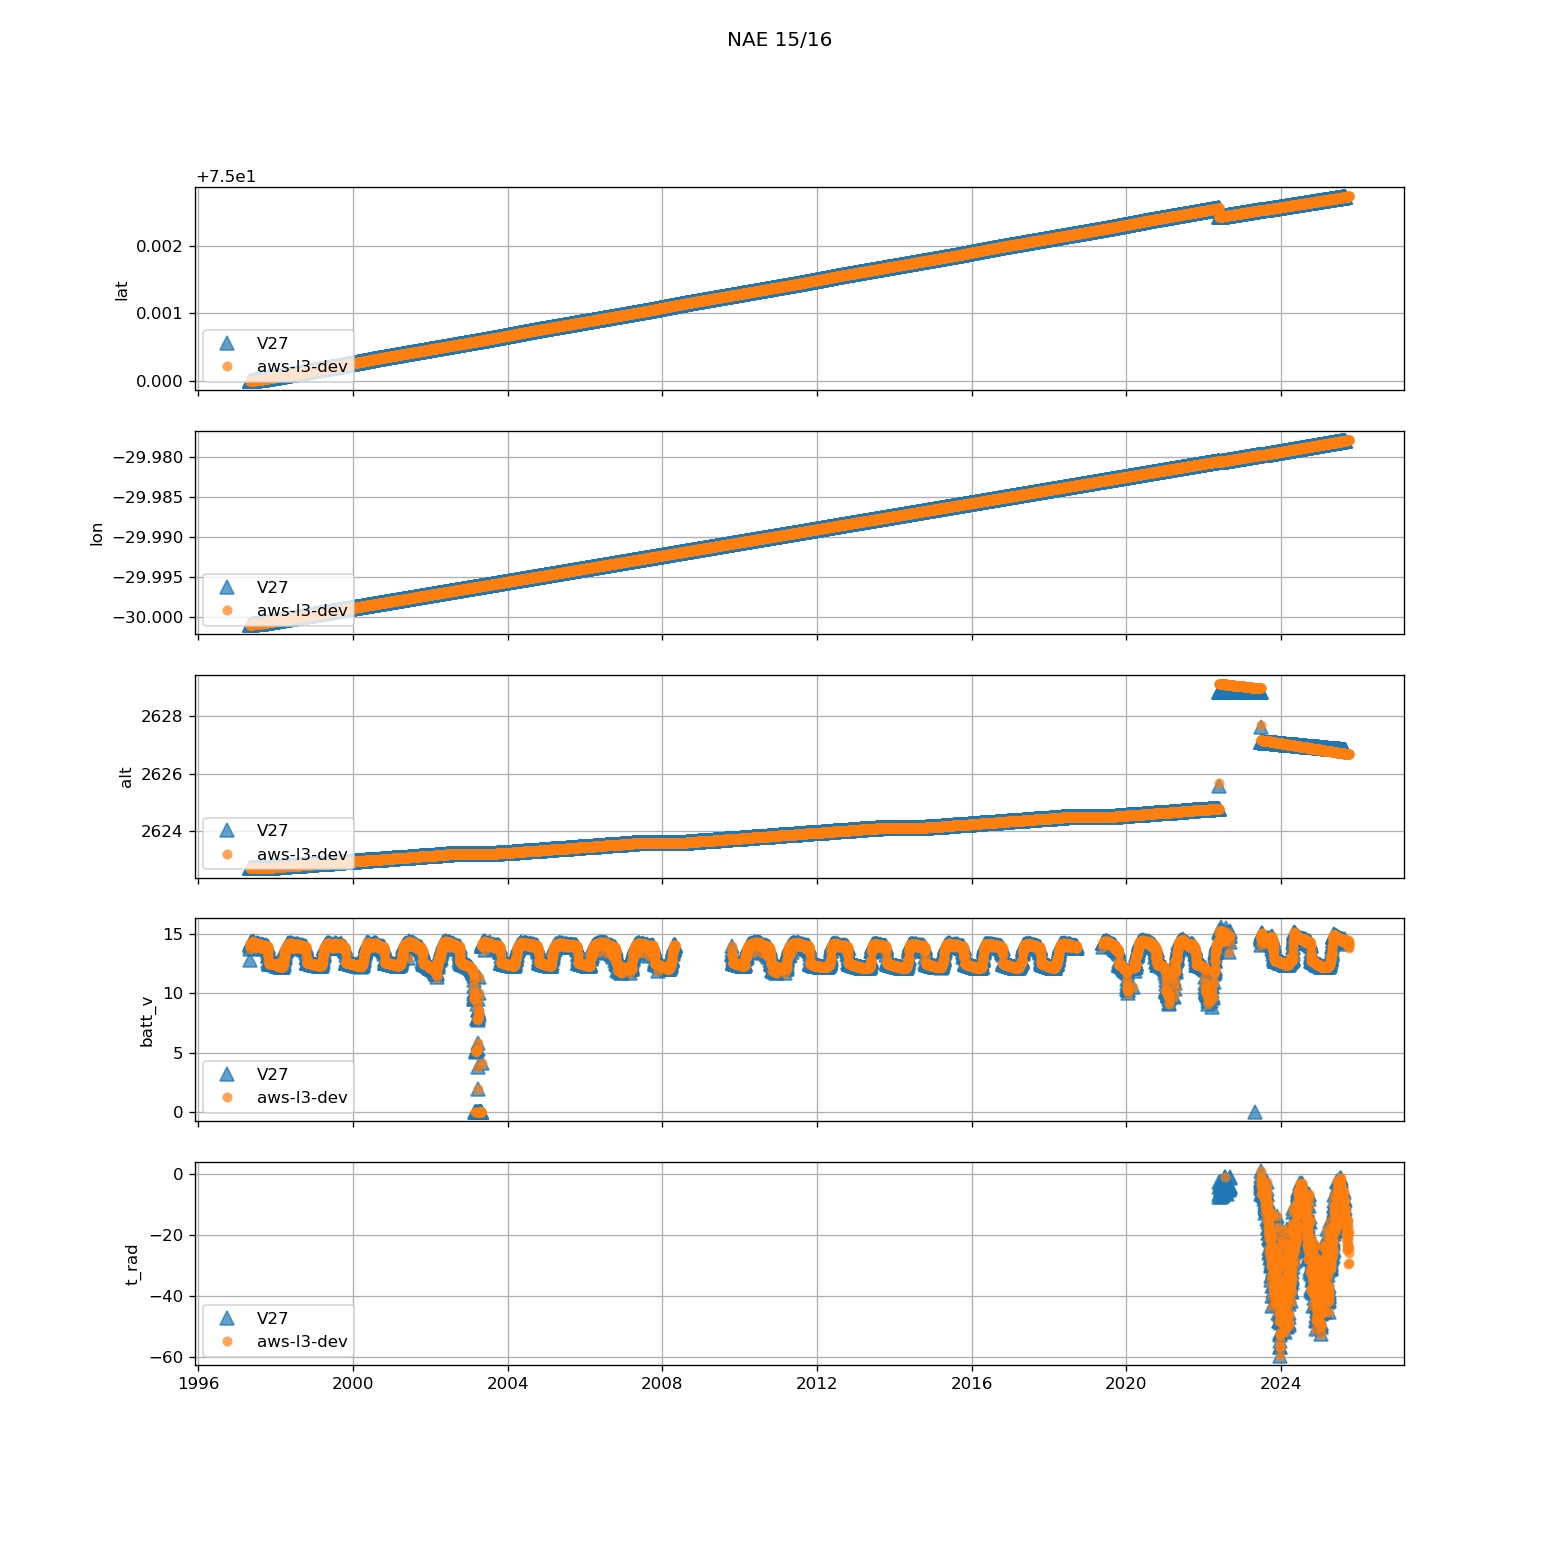 NAE 15/16
+7.5e1
0.002
0.001
0.000
lat
V27
aws-l3-dev
−29.980
−29.985
−29.990
−29.995
−30.000
lon
V27
aws-l3-dev
2628
2626
2624
alt
V27
aws-l3-dev
15
10
5
0
batt_v
V27
aws-l3-dev
0
−20
−40
−60
t_rad
V27
aws-l3-dev
1996 2000 2004 2008 2012 2016 2020 2024